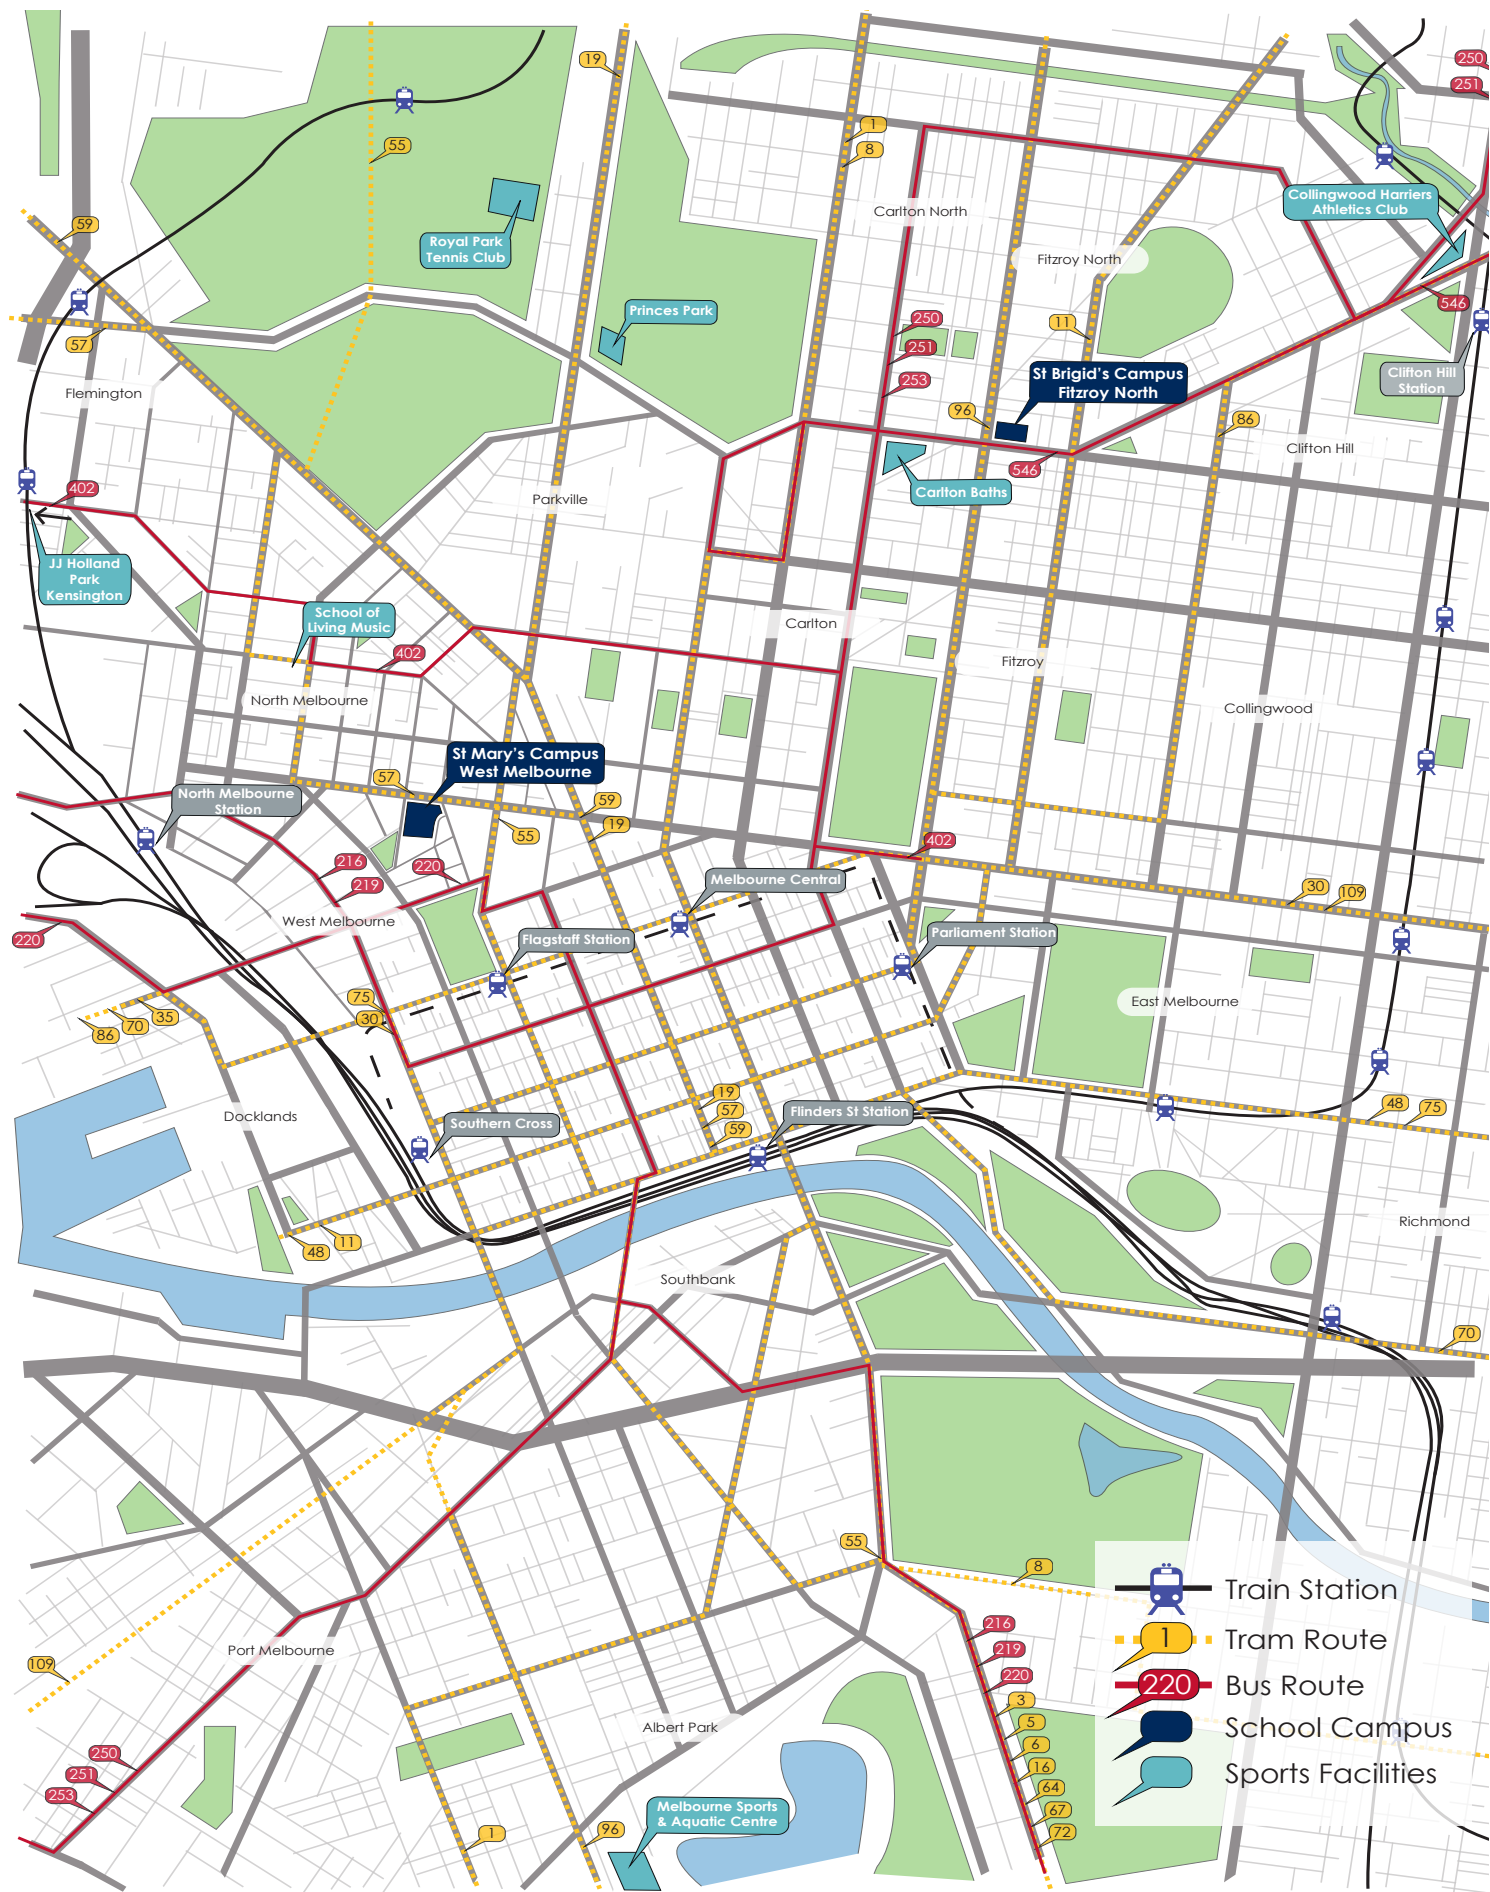 19
250
251
1
55
8
Collingwood Harriers
Athletics Club
Carlton North
59
Royal Park
Tennis Club
Fitzroy North
546
Princes Park
250
11
57
251
Clifton Hill
Station
St Brigid's Campus
Fitzroy North
253
Flemington
96
86
Clifton Hill
546
402
Carlton Baths
Parkville
JJ Holland
Park
Kensington
School of
Living Music
Carlton
402
Fitzroy
North Melbourne
Collingwood
St Mary's Campus
West Melbourne
57
North Melbourne
Station
59
19
55
402
216
220
219
Melbourne Central
30
109
West Melbourne
220
Flagstaff Station
Parliament Station
75
East Melbourne
35
30
70
86
19
48
75
57
Docklands
Flinders St Station
Southern Cross
59
Richmond
11
48
Southbank
70
55
8
Train Station
216
1
Tram Route
Port Melbourne
219
109
220
220
Bus Route
3
5
Albert Park
School Campus
6
250
16
251
Sports Facilities
64
253
67
Melbourne Sports
& Aquatic Centre
1
96
72